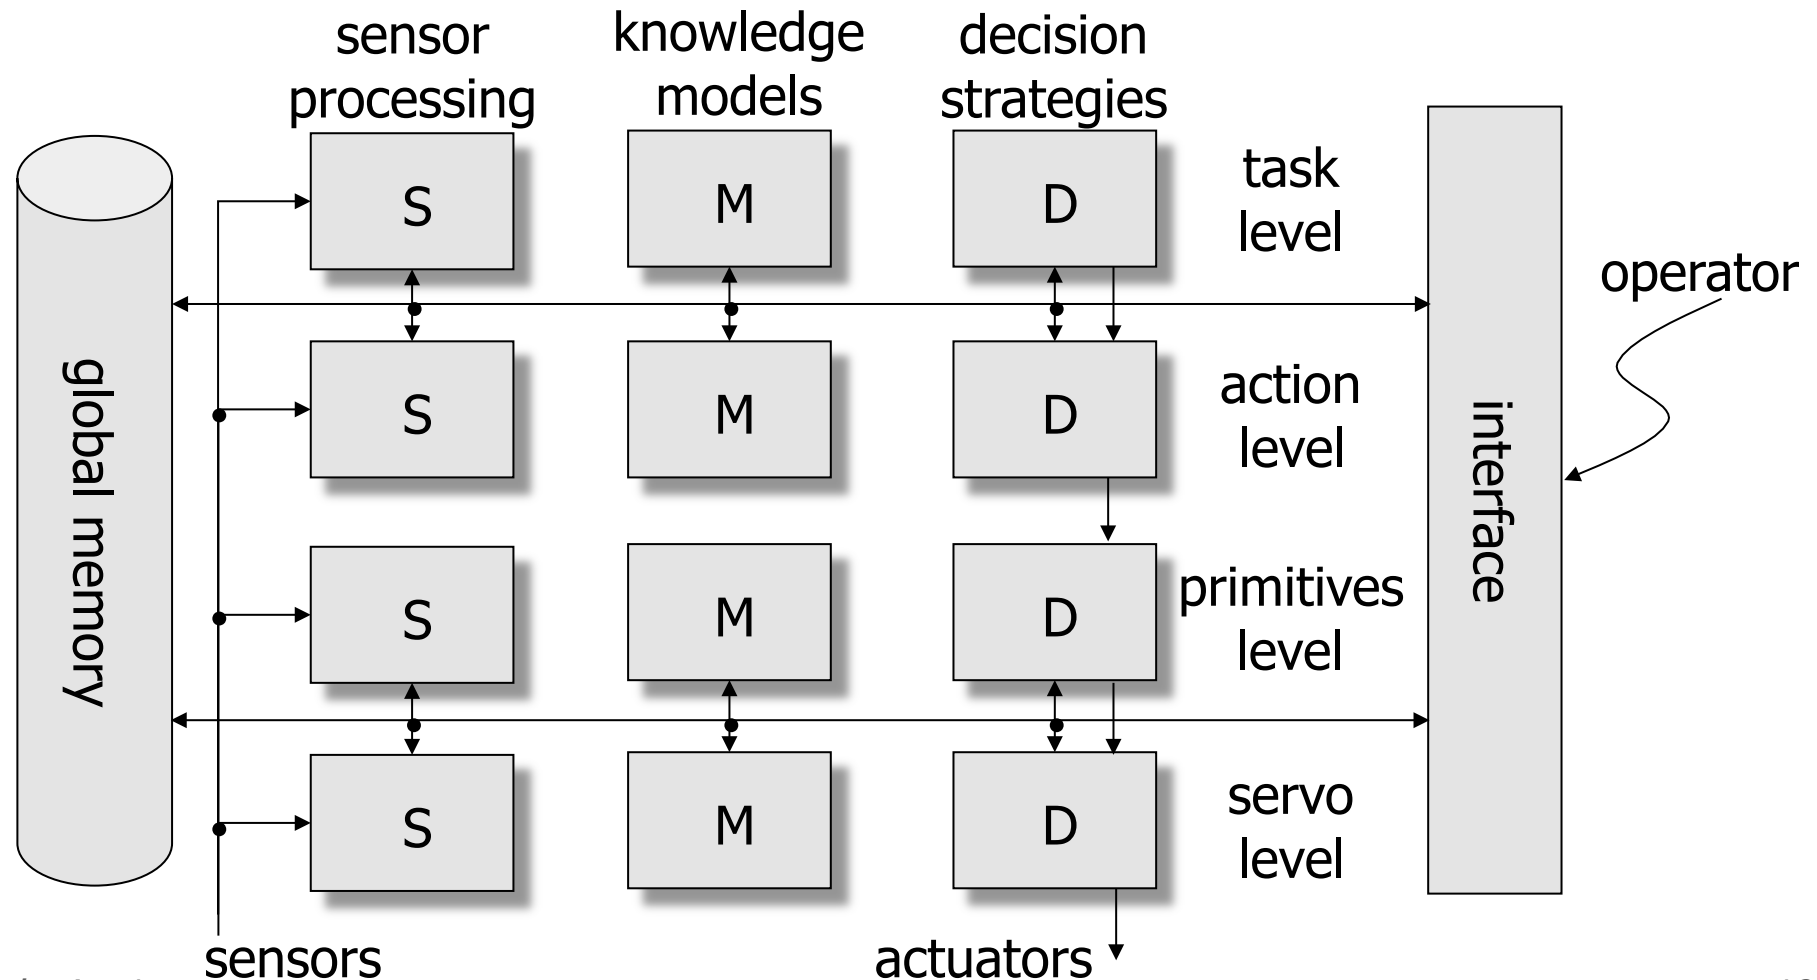 sensor
processing
knowledge
models
decision
strategies
S
M
D
task
level
operator
S
M
D
action
level
global memory
interface
S
M
D
primitives
level
S
M
D
servo
level
sensors
actuators